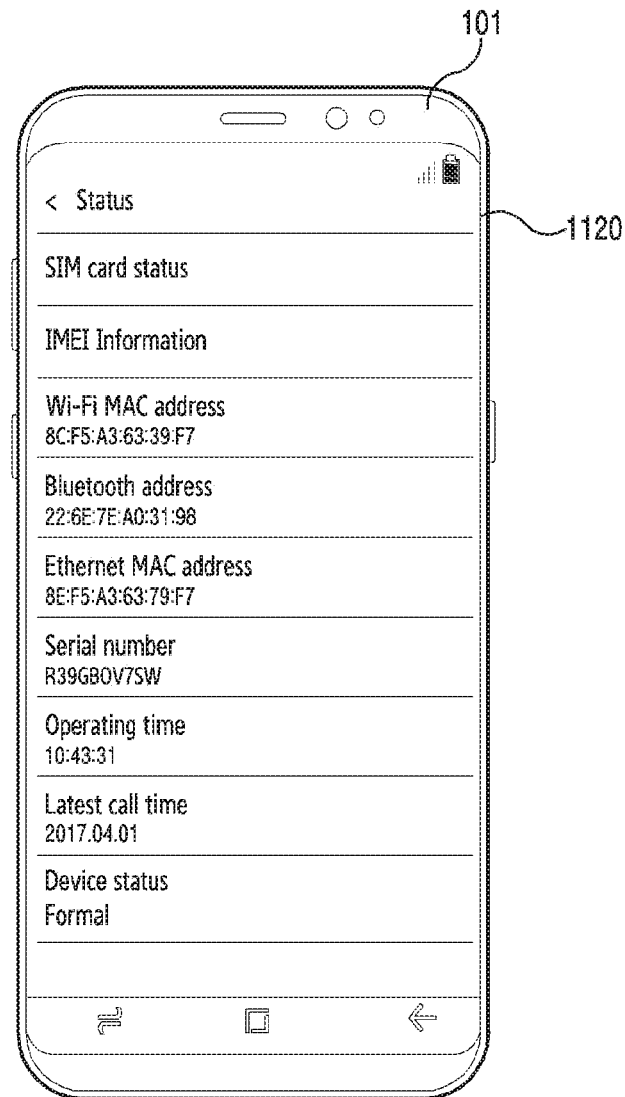 101
1120
< Status
SIM card status
IMEI Information
Wi-Fi MAC address
8C:F5:A3:63:39:F7
Bluetooth address
22:6E:7E:A0:31:98
Ethernet MAC address
8E:F5:A3:63:79:F7
Serial number
R39GBOV7SW
Operating time
10:43:31
Latest call time
2017.04.01
Device status
Formal